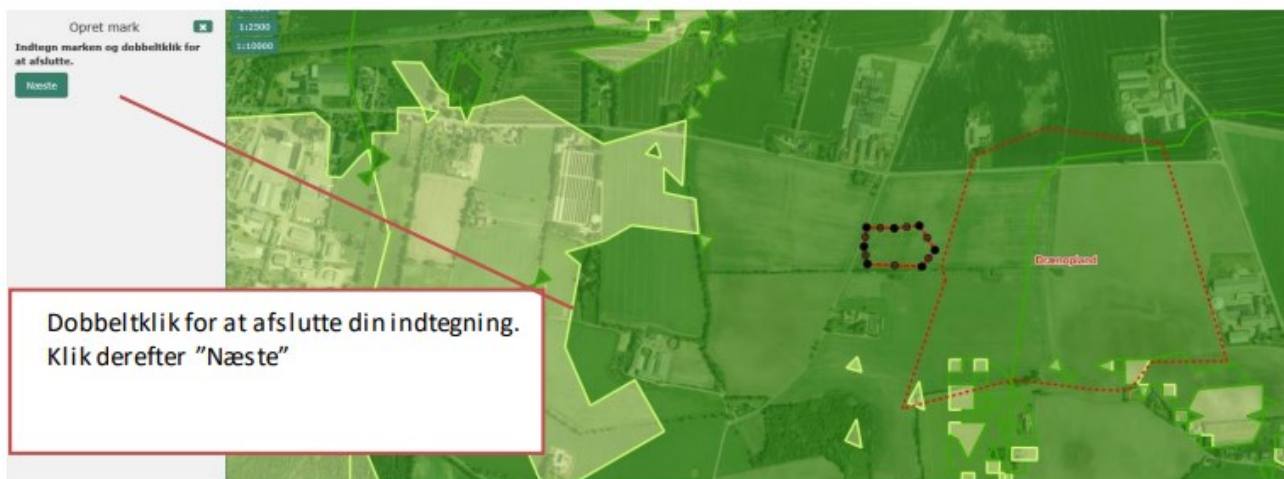 Opret mark
Indtegn marken og dobbeltklik for
at afslutte.
Næste
1:2500
1:10000
Drænopland
Dobbeltklik for at afslutte din indtegning.
Klik derefter ”Næste”